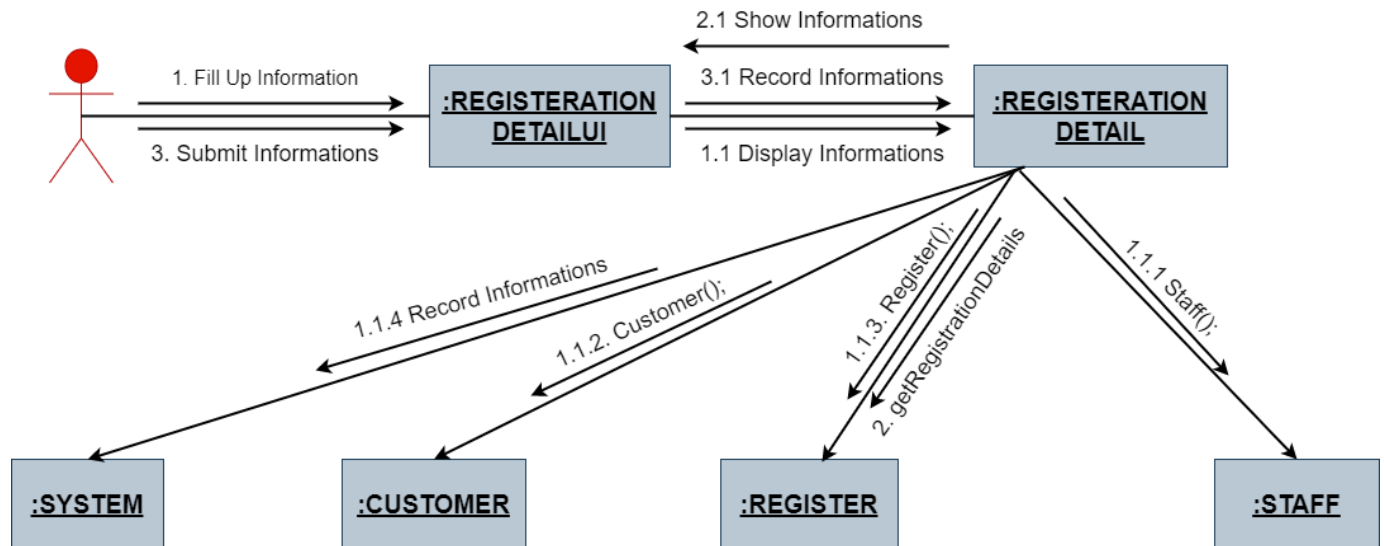 2.1 Show Informations
1. Fill Up Information
3.1 Record Informations
:REGISTERATION
DETAILUI
:REGISTERATION
DETAIL
3. Submit Informations
1.1 Display Informations
1.1.4 Record Informations
1.1.2. Customer();
1.1.3. Register();
2. getRegistrationDetails
1.1.1 Staff();
:SYSTEM
:CUSTOMER
:REGISTER
:STAFF